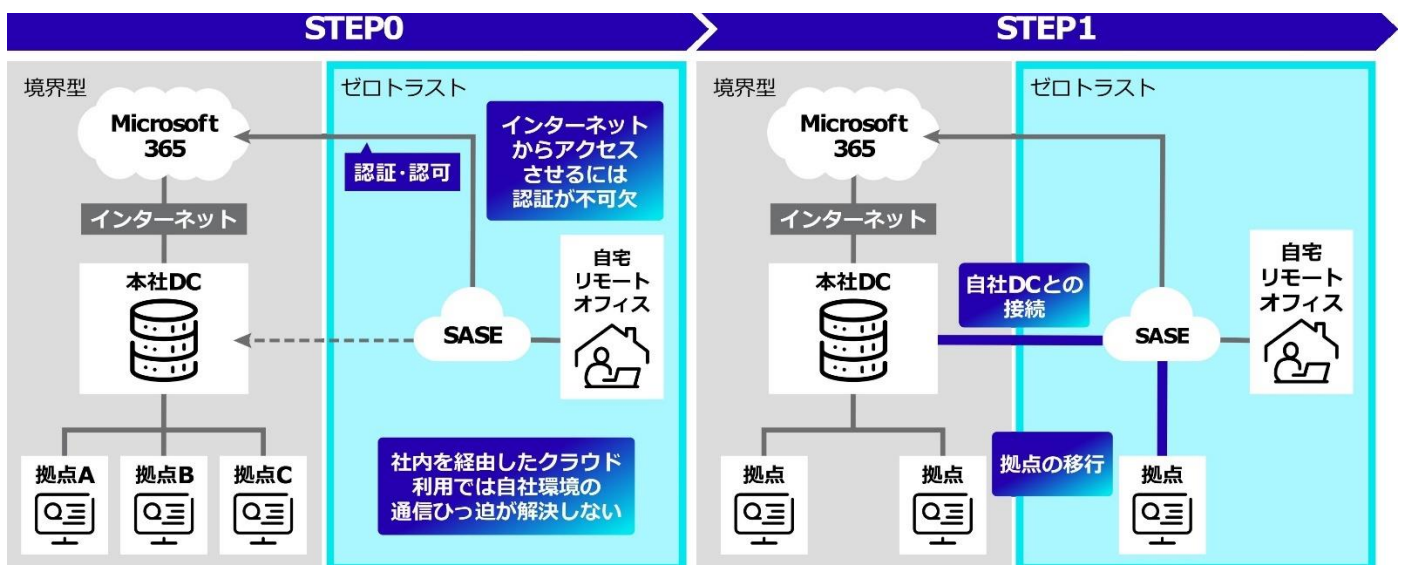 STEP0
境界型
Microsoft
365
インターネット
本社DC
拠点A
拠点B
拠点C
ゼロトラスト
認証・認可
インターネット
からアクセス
させるには
認証が不可欠
SASE
自宅
リモート
オフィス
社内を経由したクラウド
利用では自社環境の
通信ひっ迫が解決しない
STEP1
境界型
Microsoft
365
インターネット
本社DC
拠点
拠点
ゼロトラスト
自社DCとの
接続
SASE
自宅
リモート
オフィス
拠点の移行
拠点